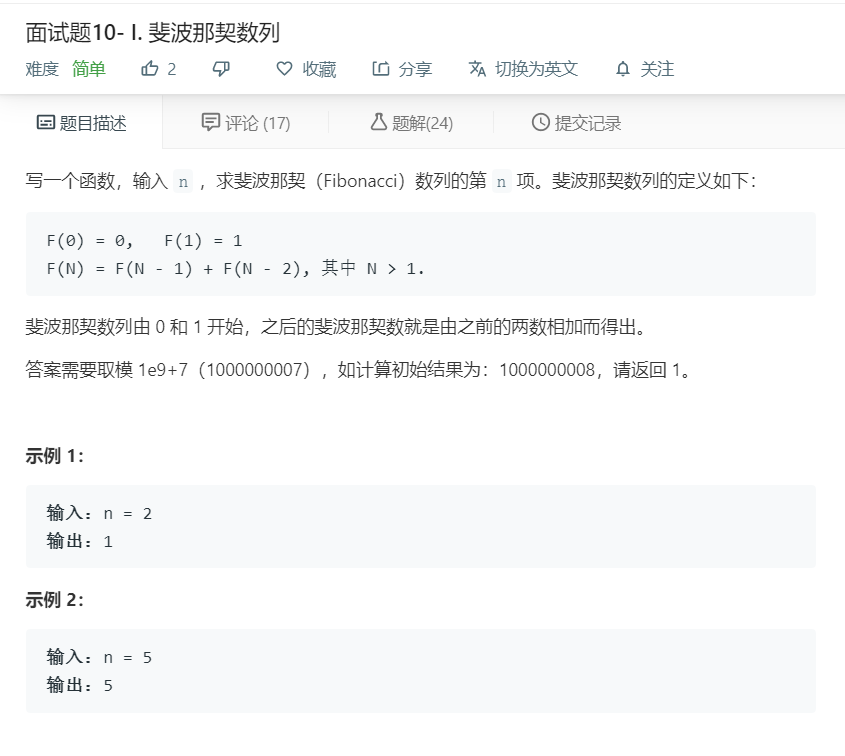 面试题10- I. 斐波那契数列
难度 简单 2 收藏 分享 切换为英文 关注
题目描述 评论 (17) 题解(24) 提交记录
写一个函数，输入 n ，求斐波那契（Fibonacci）数列的第 n 项。斐波那契数列的定义如下：
F(0) = 0,   F(1) = 1
F(N) = F(N - 1) + F(N - 2), 其中 N > 1.
斐波那契数列由 0 和 1 开始，之后的斐波那契数就是由之前的两数相加而得出。
答案需要取模 1e9+7（1000000007），如计算初始结果为：1000000008，请返回 1。
示例 1：
输入：n = 2
输出：1
示例 2：
输入：n = 5
输出：5